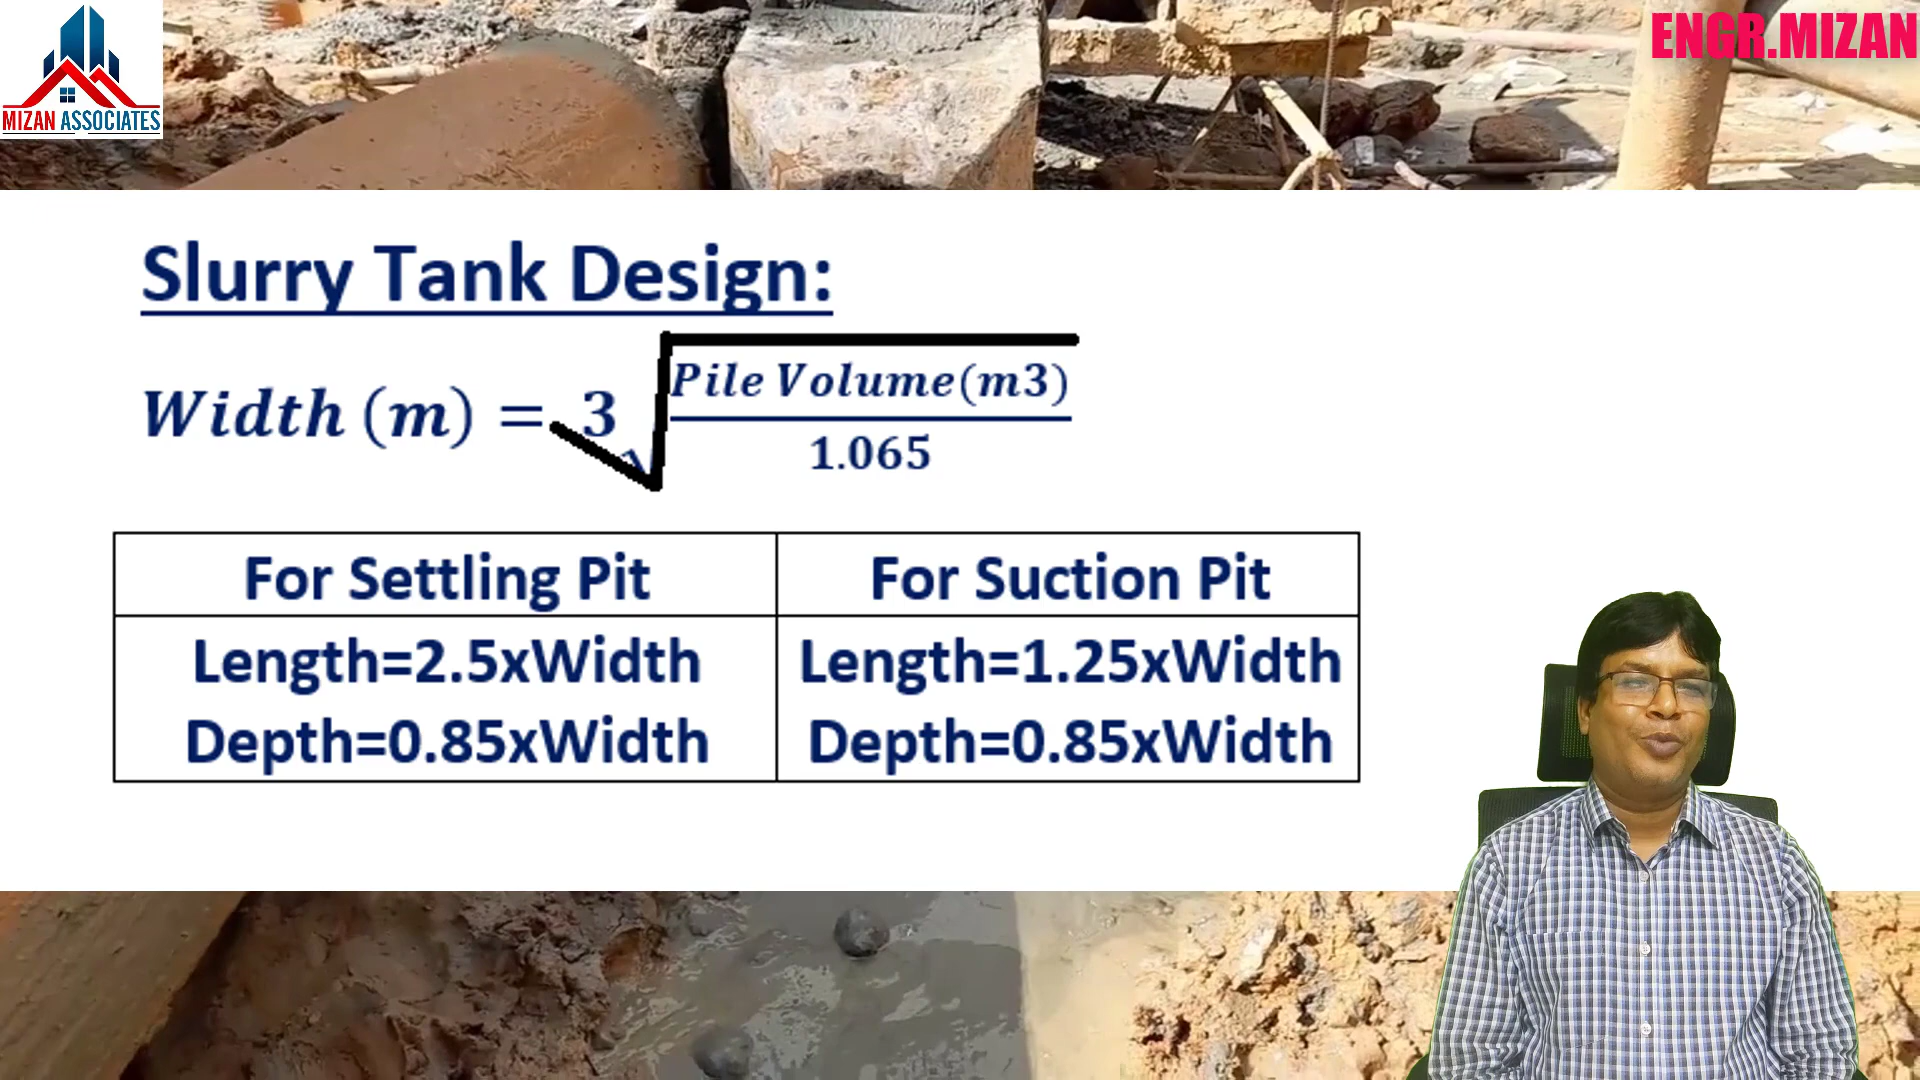 MIZAN ASSOCIATES
ENGR.MIZAN
Slurry Tank Design:
Width (m) = 3√ Pile Volume(m3)
1.065
For Settling Pit
For Suction Pit
Length=2.5xWidth
Depth=0.85xWidth
Length=1.25xWidth
Depth=0.85xWidth